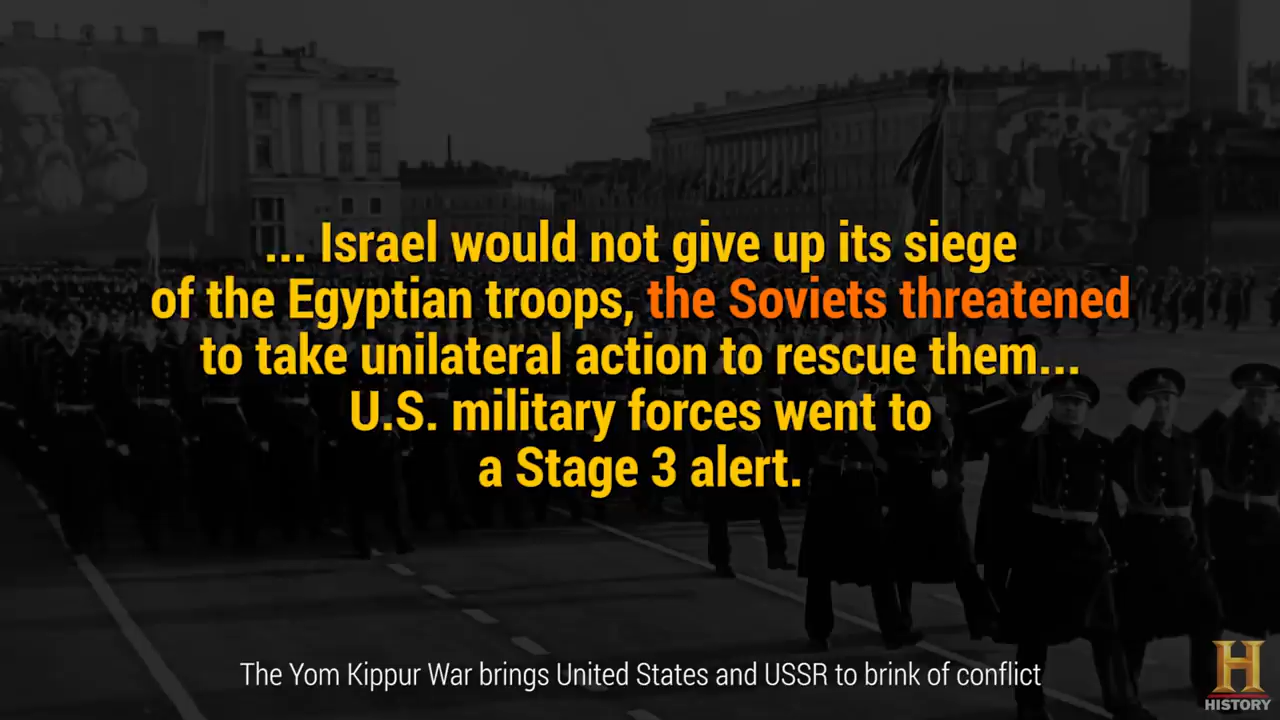 ... Israel would not give up its siege
of the Egyptian troops, the Soviets threatened
to take unilateral action to rescue them...
U.S. military forces went to
a Stage 3 alert.
The Yom Kippur War brings United States and USSR to brink of conflict
H
HISTORY